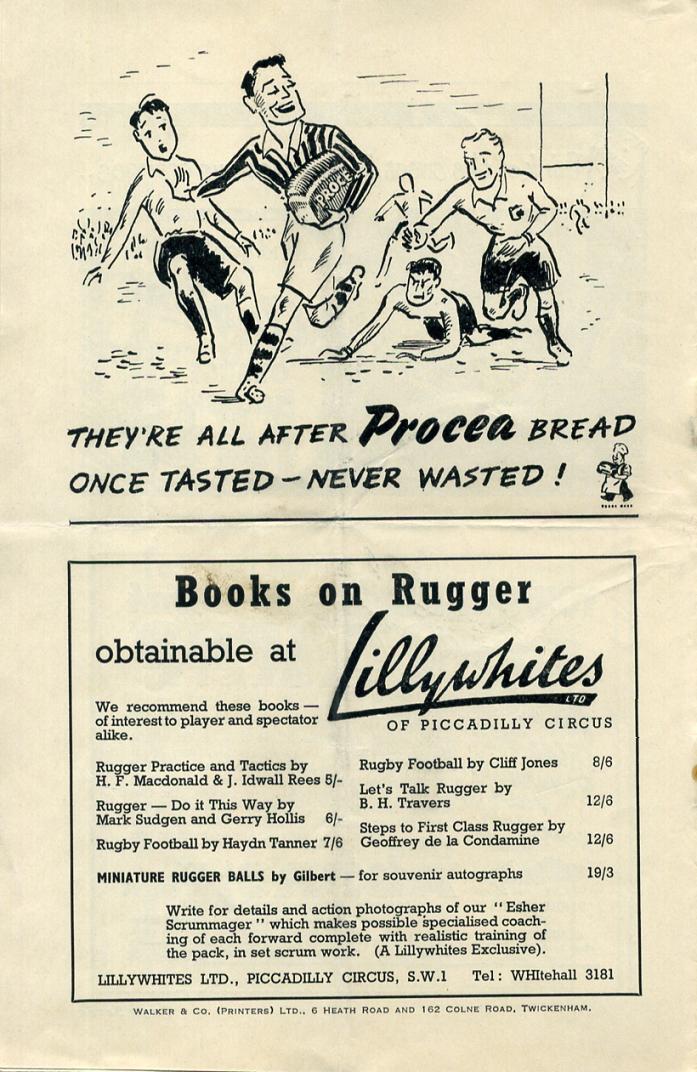 PROCE
THEY'RE ALL AFTER Procea BREAD
ONCE TASTED — NEVER WASTED !
TRADE MARK
Books on Rugger
obtainable at
Lillywhites
LTD
OF PICCADILLY CIRCUS
We recommend these books —
of interest to player and spectator
alike.
Rugger Practice and Tactics by
H. F. Macdonald & J. Idwall Rees 5/-
Rugger — Do it This Way by
Mark Sudgen and Gerry Hollis 6/-
Rugby Football by Haydn Tanner 7/6
Rugby Football by Cliff Jones 8/6
Let's Talk Rugger by
B. H. Travers 12/6
Steps to First Class Rugger by
Geoffrey de la Condamine 12/6
MINIATURE RUGGER BALLS by Gilbert — for souvenir autographs 19/3
Write for details and action photographs of our "Esher
Scrummager" which makes possible specialised coach-
ing of each forward complete with realistic training of
the pack, in set scrum work. (A Lillywhites Exclusive).
LILLYWHITES LTD., PICCADILLY CIRCUS, S.W.1 Tel: WHItehall 3181
WALKER & CO. (PRINTERS) LTD., 6 HEATH ROAD AND 162 COLNE ROAD, TWICKENHAM.